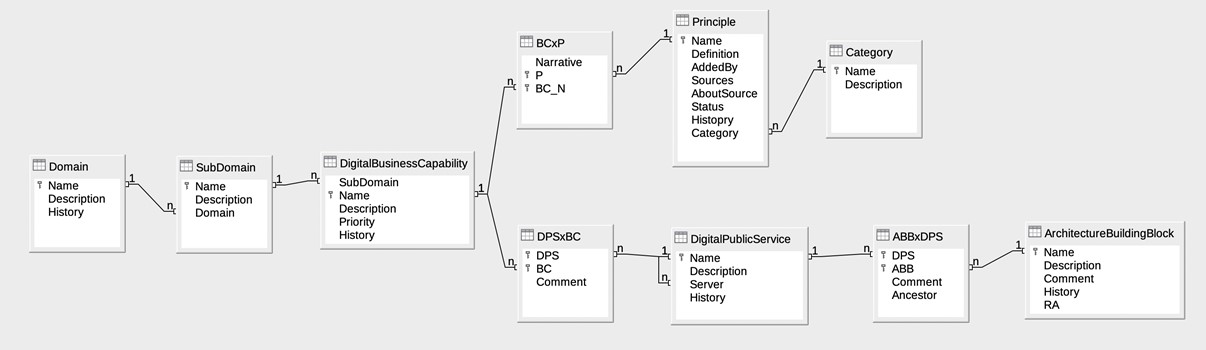 Domain
Name
Description
History
1
n
SubDomain
Name
Description
Domain
1
n
DigitalBusinessCapability
SubDomain
Name
Description
Priority
History
1
n
n
BCxP
Narrative
P
BC_N
n
1
Principle
Name
Definition
AddedBy
Sources
AboutSource
Status
Histopry
Category
n
1
Category
Name
Description
DPSxBC
DPS
BC
Comment
n
1
n
DigitalPublicService
Name
Description
Server
History
1
n
ABBxDPS
DPS
ABB
Comment
Ancestor
n
1
ArchitectureBuildingBlock
Name
Description
Comment
History
RA